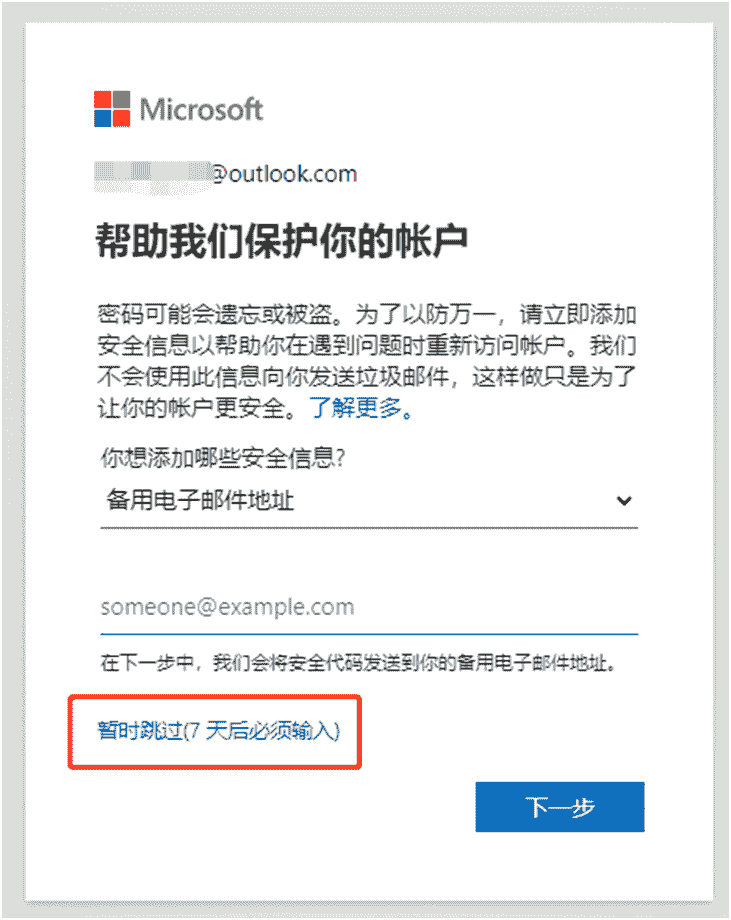 Microsoft
@outlook.com
帮助我们保护你的帐户
密码可能会遗忘或被盗。为了以防万一，请立即添加
安全信息以帮助你在遇到问题时重新访问帐户。我们
不会使用此信息向你发送垃圾邮件，这样做只是为了
让你的帐户更安全。了解更多。
你想添加哪些安全信息?
备用电子邮件地址
someone@example.com
在下一步中，我们会将安全代码发送到你的备用电子邮件地址。
暂时跳过(7 天后必须输入)
下一步